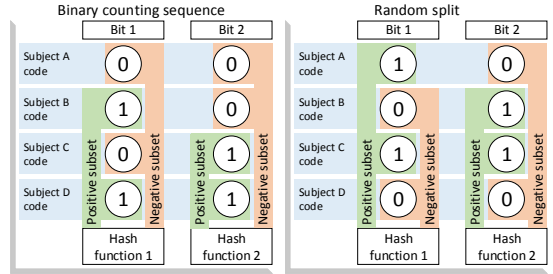 Binary counting sequence
Bit 1 Bit 2
Subject A
code
0 0
Subject B
code
1 0
Subject C
code
0 1
Subject D
code
1 1
Positive subset
Negative subset
Positive subset
Negative subset
Hash
function 1
Hash
function 2
Random split
Bit 1 Bit 2
Subject A
code
1 0
Subject B
code
0 1
Subject C
code
1 1
Subject D
code
0 0
Positive subset
Negative subset
Positive subset
Negative subset
Hash
function 1
Hash
function 2